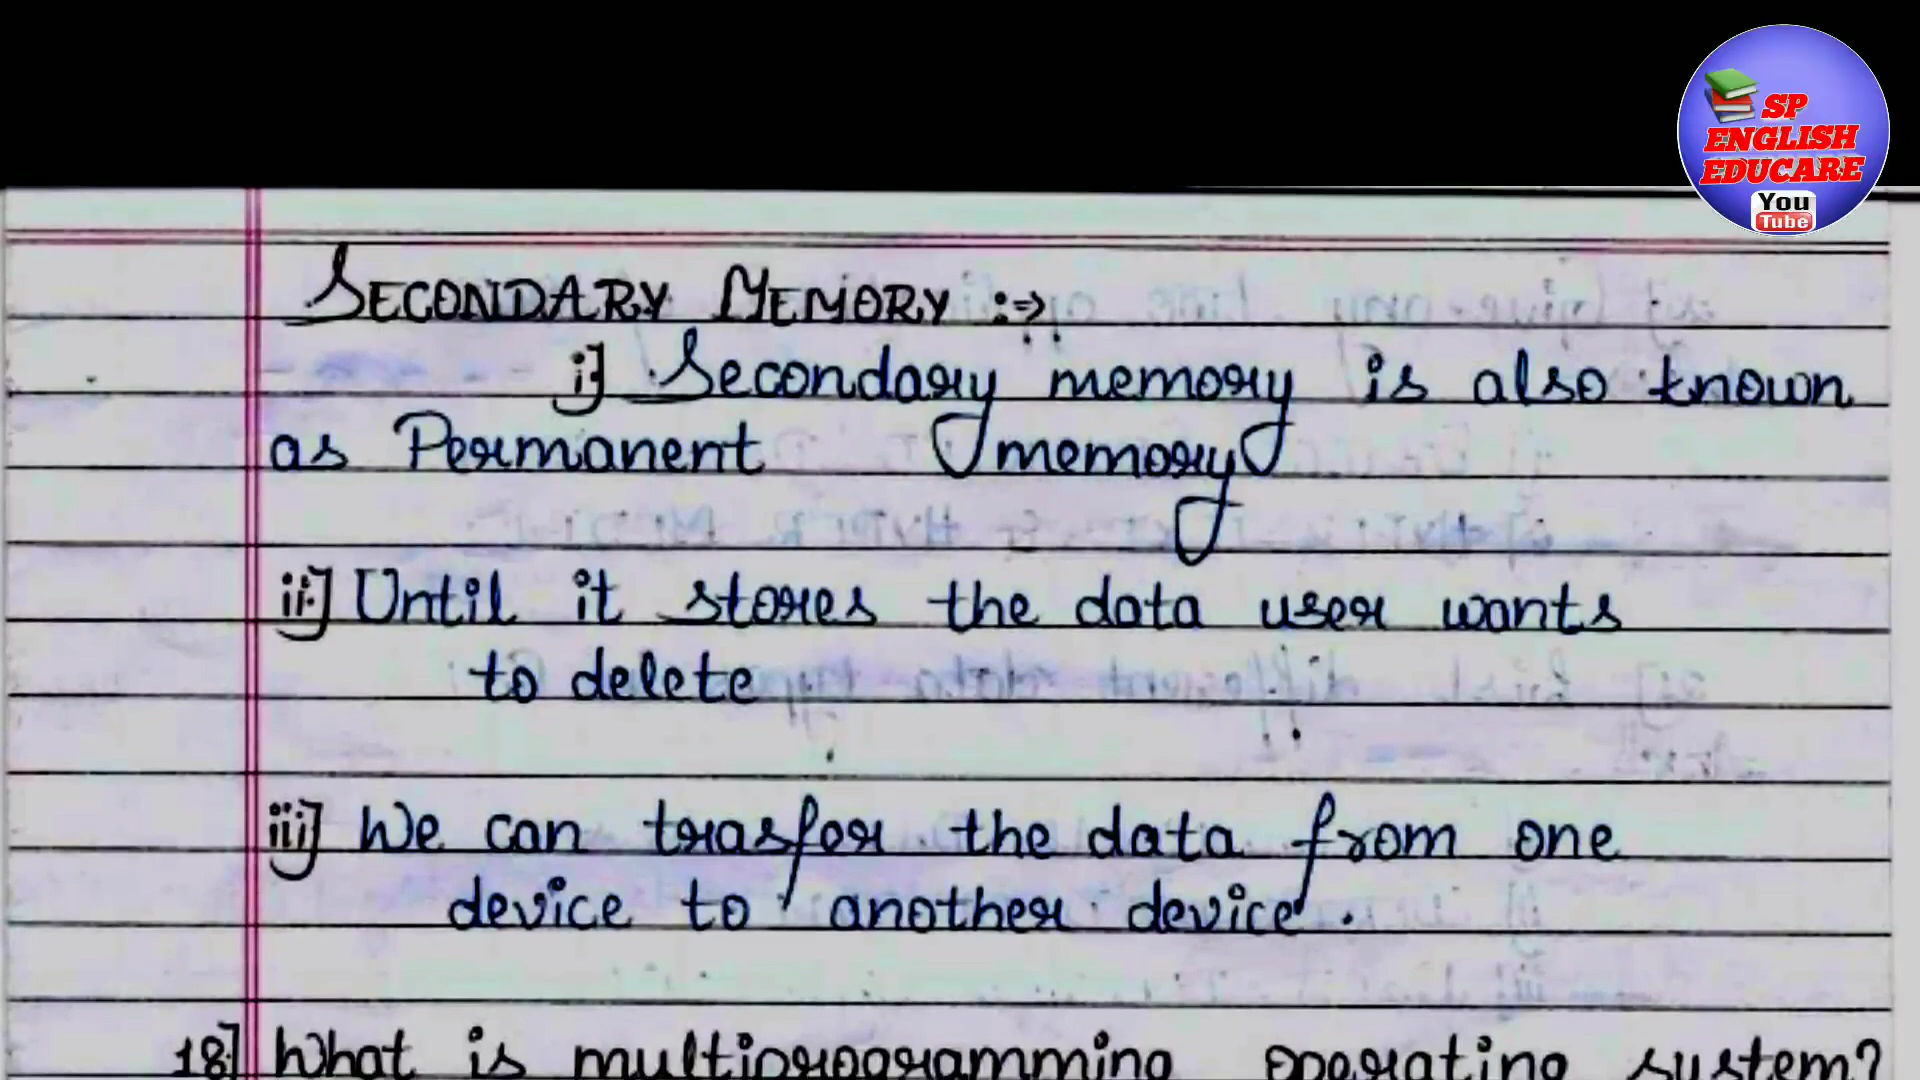 SP
ENGLISH
EDUCARE
You
Tube
SECONDARY MEMORY :⇒
i] Secondary memory is also known
as Permanent memory
ii] Until it stores the data user wants
to delete
iii] We can trasfer the data from one
device to another device.
18] What is multiprogramming operating system?